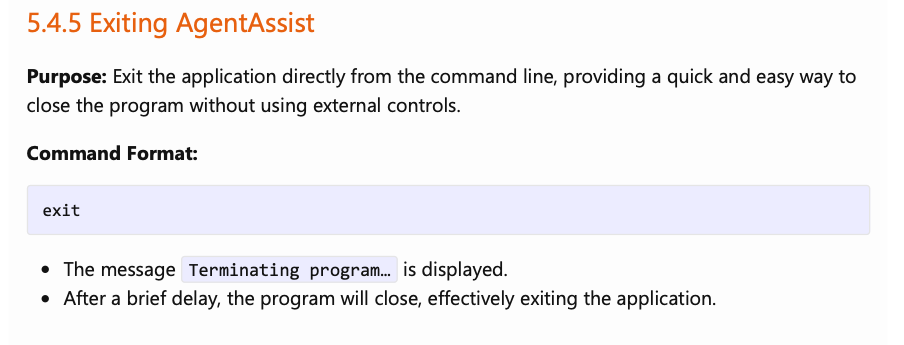 5.4.5 Exiting AgentAssist
Purpose: Exit the application directly from the command line, providing a quick and easy way to
close the program without using external controls.
Command Format:
exit
• The message Terminating program… is displayed.
• After a brief delay, the program will close, effectively exiting the application.